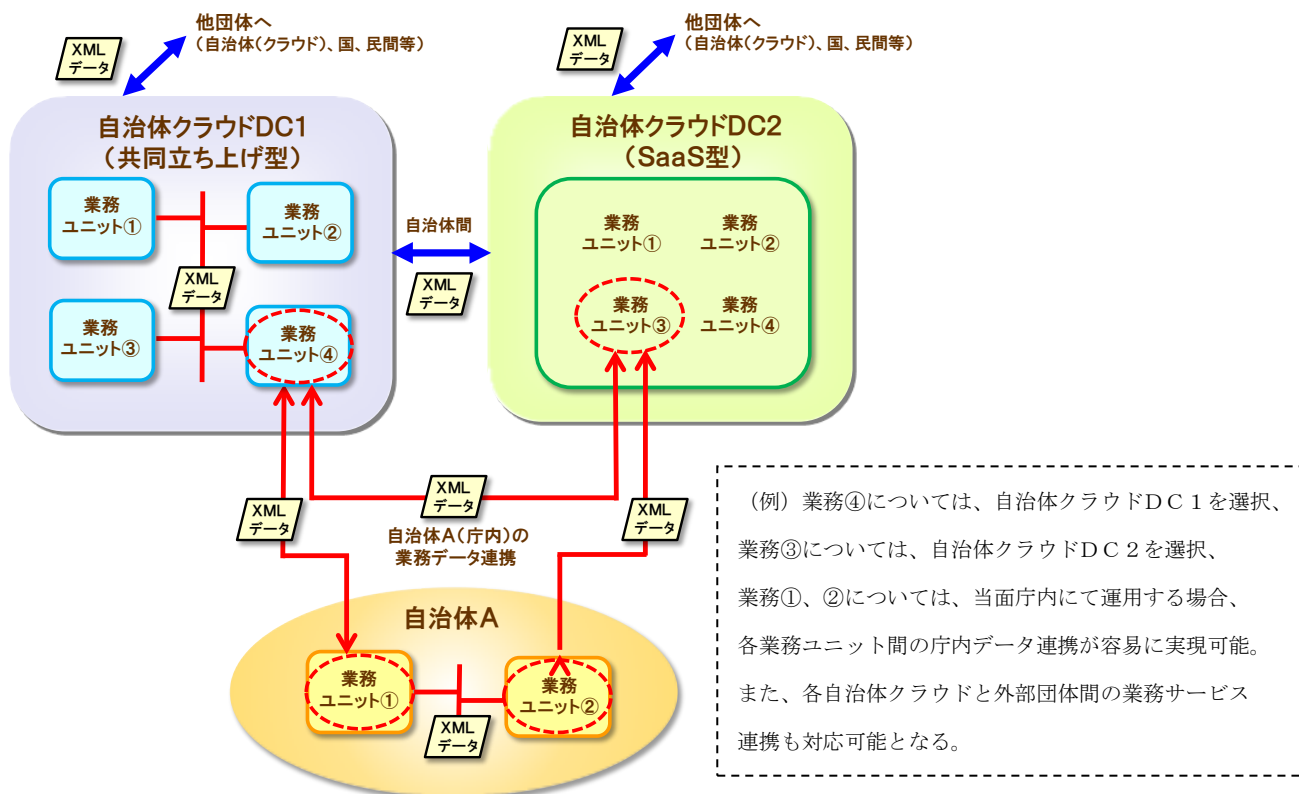 他団体へ
(自治体(クラウド)、国、民間等)
XML
データ
他団体へ
(自治体(クラウド)、国、民間等)
XML
データ
自治体クラウドDC1
（共同立ち上げ型）
業務
ユニット①
業務
ユニット②
XML
データ
業務
ユニット③
業務
ユニット④
自治体間
XML
データ
自治体クラウドDC2
（SaaS型）
業務
ユニット①
業務
ユニット②
業務
ユニット③
業務
ユニット④
XML
データ
XML
データ
XML
データ
自治体A(庁内)の
業務データ連携
自治体A
業務
ユニット①
業務
ユニット②
XML
データ
（例）業務④については、自治体クラウドＤＣ１を選択、
業務③については、自治体クラウドＤＣ２を選択、
業務①、②については、当面庁内にて運用する場合、
各業務ユニット間の庁内データ連携が容易に実現可能。
また、各自治体クラウドと外部団体間の業務サービス
連携も対応可能となる。